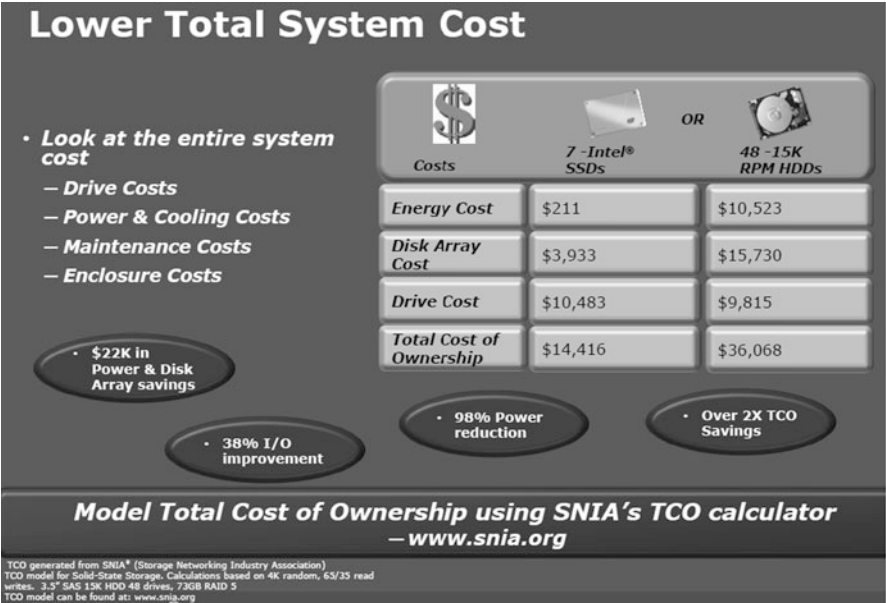 Lower Total System Cost
• Look at the entire system
cost
– Drive Costs
– Power & Cooling Costs
– Maintenance Costs
– Enclosure Costs
$
Costs
7 -Intel®
SSDs
OR
48 -15K
RPM HDDs
Energy Cost $211 $10,523
Disk Array
Cost $3,933 $15,730
Drive Cost $10,483 $9,815
Total Cost of
Ownership $14,416 $36,068
• $22K in
Power & Disk
Array savings
• 38% I/O
improvement
• 98% Power
reduction
• Over 2X TCO
Savings
Model Total Cost of Ownership using SNIA’s TCO calculator
– www.snia.org
TCO generated from SNIA* (Storage Networking Industry Association)
TCO model for Solid-State Storage. Calculations based on 4K random, 65/35 read
writes. 3.5" SAS 15K HDD 48 drives, 73GB RAID 5
TCO model can be found at: www.snia.org